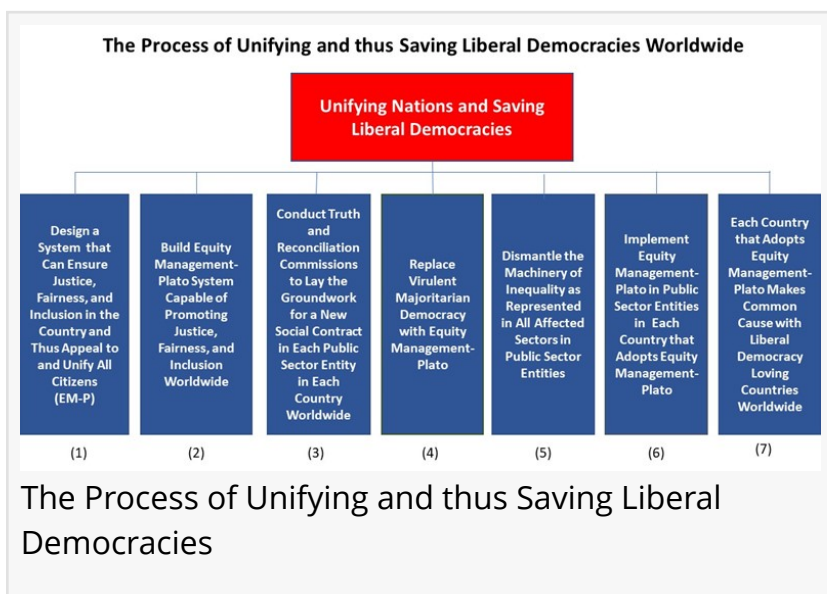 The Process of Unifying and thus Saving Liberal Democracies Worldwide
Unifying Nations and Saving
Liberal Democracies
Design a
System that
Can Ensure
Justice,
Fairness, and
Inclusion in the
Country and
Thus Appeal to
and Unify All
Citizens
(EM-P)
(1)
Build Equity
Management-
Plato System
Capable of
Promoting
Justice,
Fairness, and
Inclusion
Worldwide
(2)
Conduct Truth
and
Reconciliation
Commissions
to Lay the
Groundwork
for a New
Social Contract
in Each Public
Sector Entity
in Each
Country
Worldwide
(3)
Replace
Virulent
Majoritarian
Democracy
with Equity
Management-
Plato
(4)
Dismantle the
Machinery of
Inequality as
Represented
in All Affected
Sectors in
Public Sector
Entities
(5)
Implement
Equity
Management-
Plato in Public
Sector Entities
in Each
Country that
Adopts Equity
Management-
Plato
(6)
Each Country
that Adopts
Equity
Management-
Plato Makes
Common
Cause with
Liberal
Democracy
Loving
Countries
Worldwide
(7)
The Process of Unifying and thus Saving Liberal
Democracies